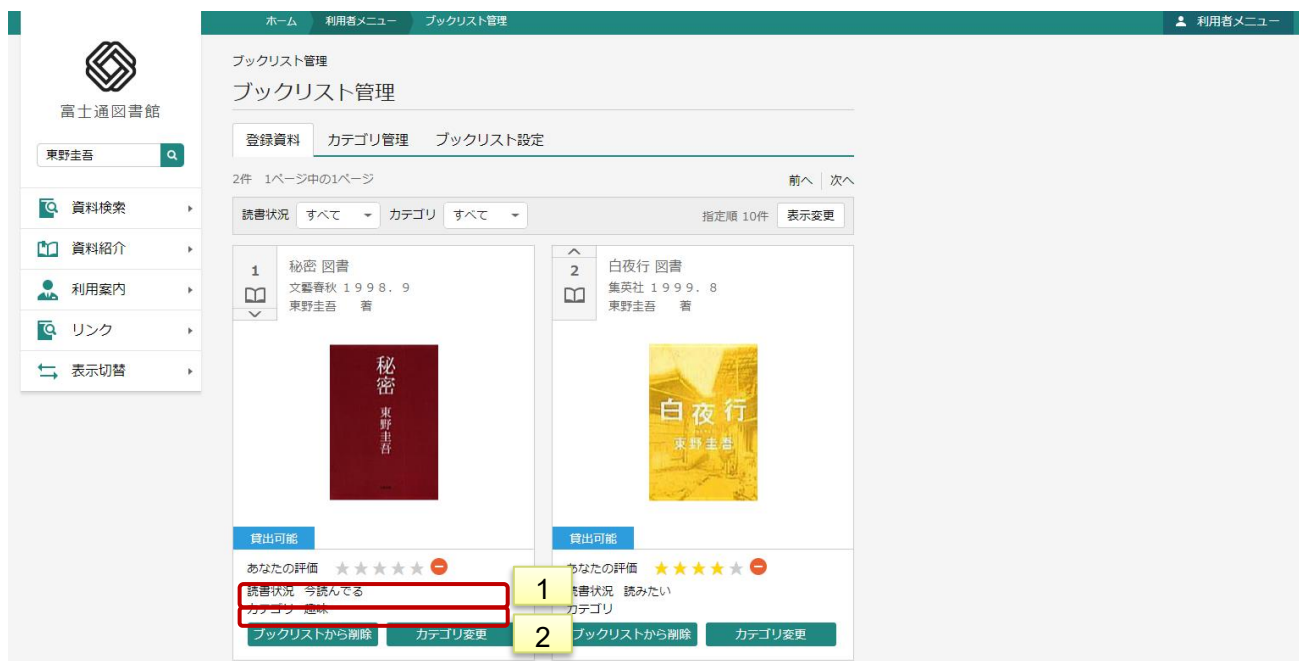 ホーム 利用者メニュー ブックリスト管理 利用者メニュー
富士通図書館
東野圭吾
資料検索
資料紹介
利用案内
リンク
表示切替
ブックリスト管理
ブックリスト管理
登録資料 カテゴリ管理 ブックリスト設定
2件 1ページ中の1ページ 前へ 次へ
読書状況 すべて カテゴリ すべて 指定順 10件 表示変更
1
秘密 図書
文藝春秋 1998.9
東野圭吾 著
秘密
東野圭吾
貸出可能
あなたの評価
読書状況 今読んでる
カテゴリ 趣味
ブックリストから削除 カテゴリ変更
2
白夜行 図書
集英社 1999.8
東野圭吾 著
白夜行
東野圭吾
貸出可能
あなたの評価
読書状況 読みたい
カテゴリ
ブックリストから削除 カテゴリ変更
1
2